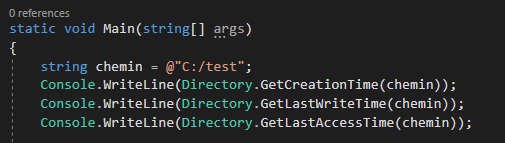 0 references
static void Main(string[] args)
{
string chemin = @"C:/test";
Console.WriteLine(Directory.GetCreationTime(chemin));
Console.WriteLine(Directory.GetLastWriteTime(chemin));
Console.WriteLine(Directory.GetLastAccessTime(chemin));